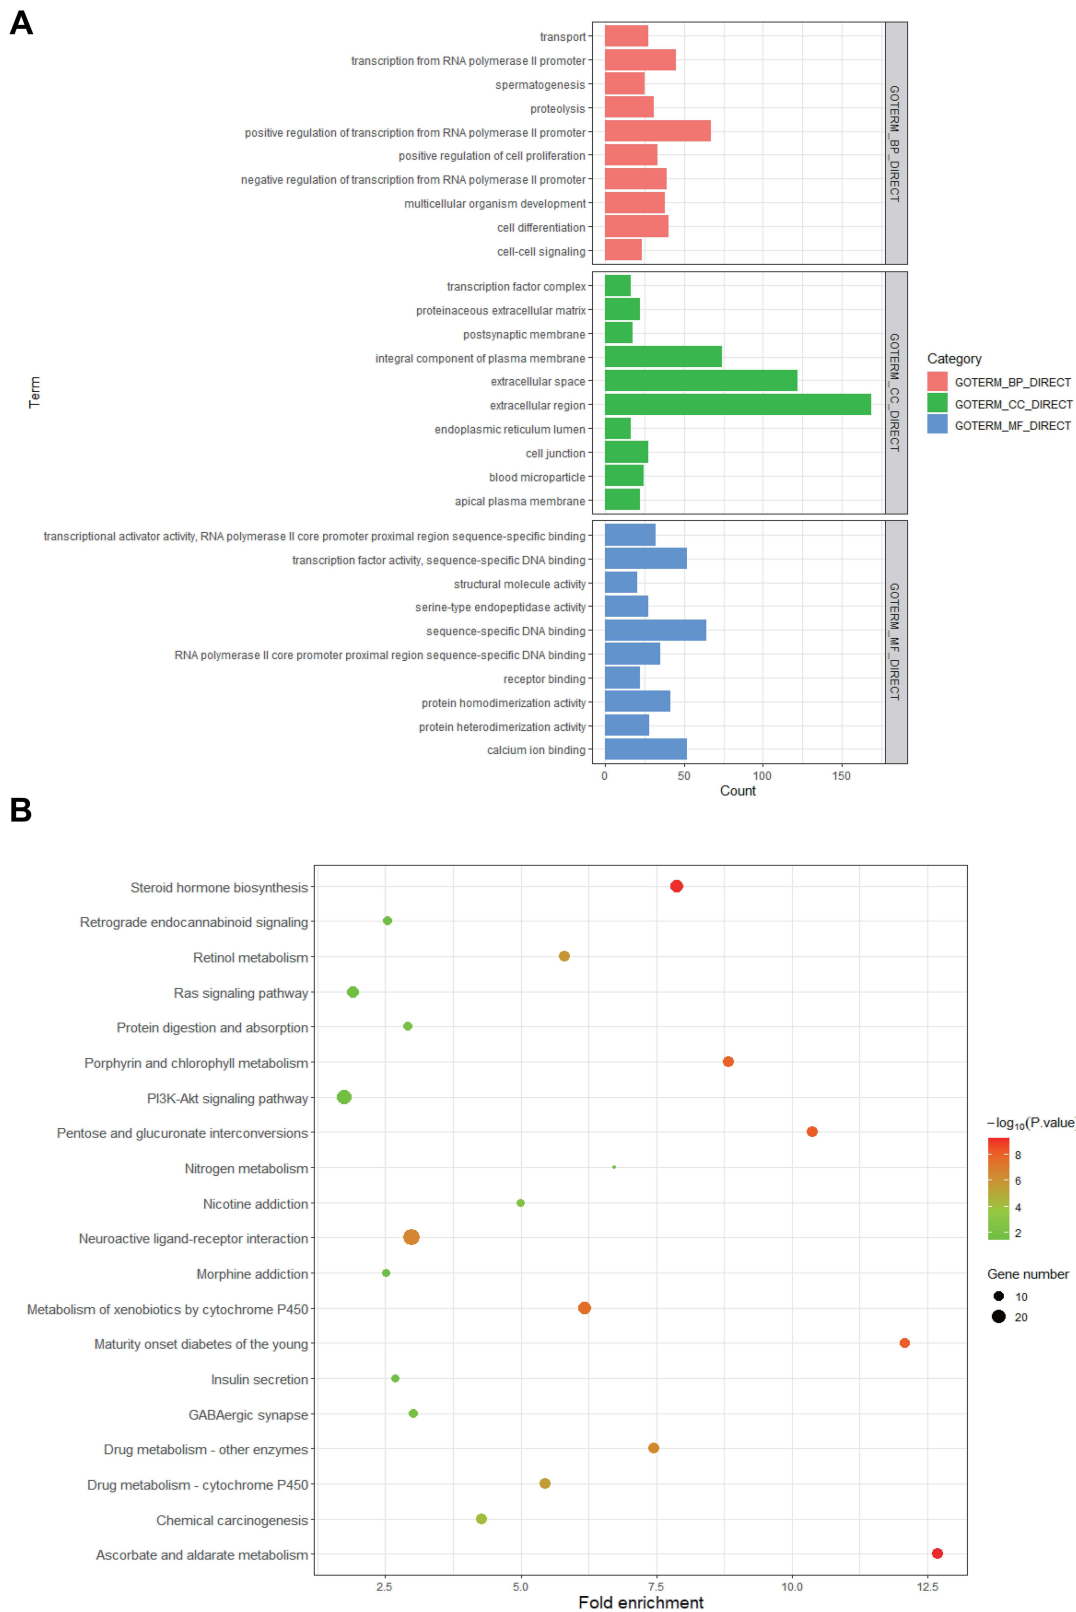 A
transport
transcription from RNA polymerase II promoter
spermatogenesis
proteolysis
positive regulation of transcription from RNA polymerase II promoter
positive regulation of cell proliferation
negative regulation of transcription from RNA polymerase II promoter
multicellular organism development
cell differentiation
cell-cell signaling
GOTERM_BP_DIRECT
transcription factor complex
proteinaceous extracellular matrix
postsynaptic membrane
integral component of plasma membrane
extracellular space
extracellular region
endoplasmic reticulum lumen
cell junction
blood microparticle
apical plasma membrane
GOTERM_CC_DIRECT
transcriptional activator activity, RNA polymerase II core promoter proximal region sequence-specific binding
transcription factor activity, sequence-specific DNA binding
structural molecule activity
serine-type endopeptidase activity
sequence-specific DNA binding
RNA polymerase II core promoter proximal region sequence-specific DNA binding
receptor binding
protein homodimerization activity
protein heterodimerization activity
calcium ion binding
GOTERM_MF_DIRECT
Term
0 50 100 150
Count
Category
GOTERM_BP_DIRECT
GOTERM_CC_DIRECT
GOTERM_MF_DIRECT
B
Steroid hormone biosynthesis
Retrograde endocannabinoid signaling
Retinol metabolism
Ras signaling pathway
Protein digestion and absorption
Porphyrin and chlorophyll metabolism
PI3K-Akt signaling pathway
Pentose and glucuronate interconversions
Nitrogen metabolism
Nicotine addiction
Neuroactive ligand-receptor interaction
Morphine addiction
Metabolism of xenobiotics by cytochrome P450
Maturity onset diabetes of the young
Insulin secretion
GABAergic synapse
Drug metabolism - other enzymes
Drug metabolism - cytochrome P450
Chemical carcinogenesis
Ascorbate and aldarate metabolism
2.5 5.0 7.5 10.0 12.5
Fold enrichment
−log₁₀(P.value)
8
6
4
2
Gene number
10
20